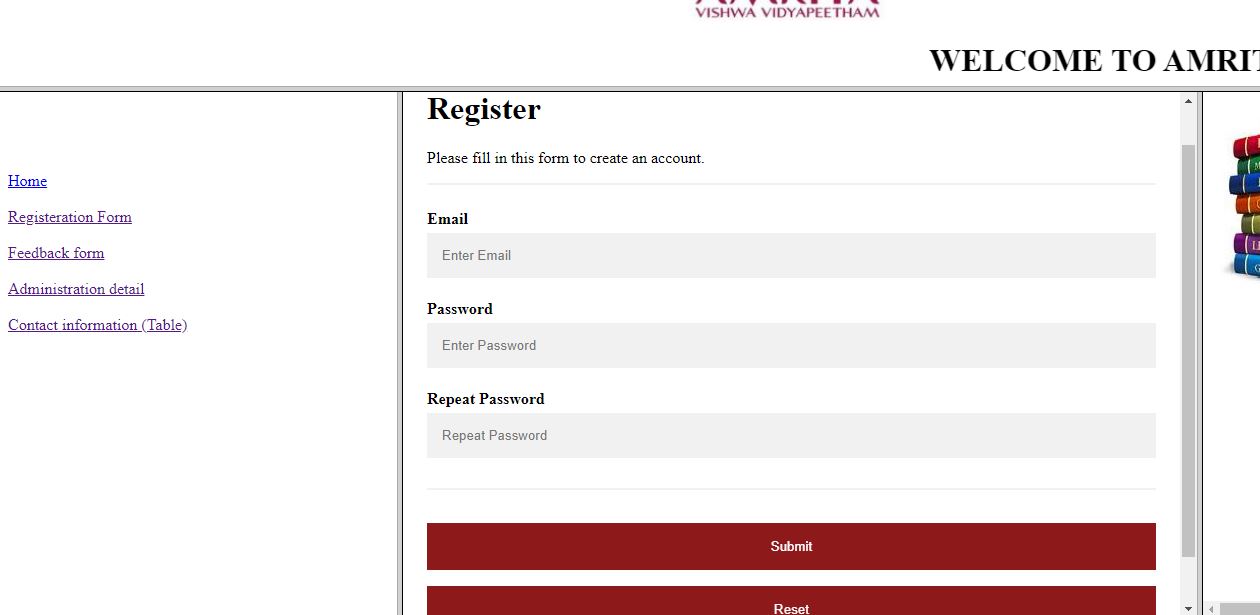 VISHWA VIDYAPEETHAM
WELCOME TO
Home
Registeration Form
Feedback form
Administration detail
Contact information (Table)
Register
Please fill in this form to create an account.
Email
Enter Email
Password
Enter Password
Repeat Password
Repeat Password
Submit
Reset